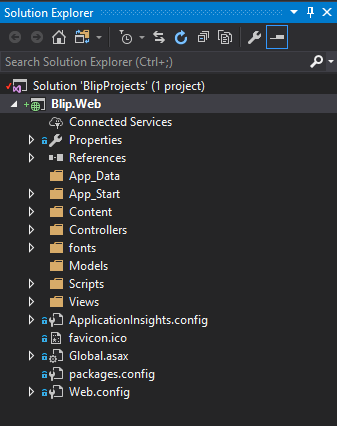 Solution Explorer
Search Solution Explorer (Ctrl+;)
Solution 'BlipProjects' (1 project)
Blip.Web
Connected Services
Properties
References
App_Data
App_Start
Content
Controllers
fonts
Models
Scripts
Views
ApplicationInsights.config
favicon.ico
Global.asax
packages.config
Web.config